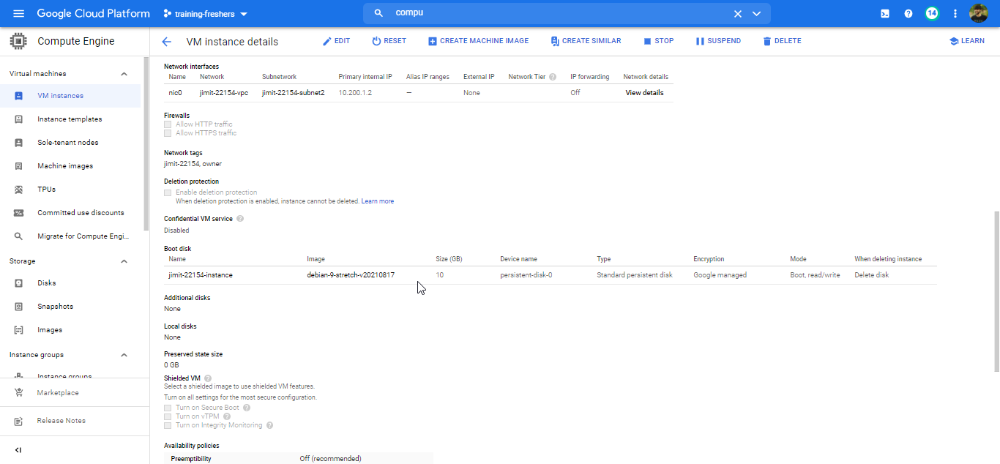 Google Cloud Platform training-freshers compu 14
Compute Engine
VM instance details EDIT RESET CREATE MACHINE IMAGE CREATE SIMILAR STOP SUSPEND DELETE LEARN
Virtual machines
VM instances
Instance templates
Sole-tenant nodes
Machine images
TPUs
Committed use discounts
Migrate for Compute Engi...
Storage
Disks
Snapshots
Images
Instance groups
Instance groups
Marketplace
Release Notes
Network interfaces
Name Network Subnetwork Primary internal IP Alias IP ranges External IP Network Tier IP forwarding Network details
nic0 jimit-22154-vpc jimit-22154-subnet2 10.200.1.2 — None Off View details
Firewalls
Allow HTTP traffic
Allow HTTPS traffic
Network tags
jimit-22154, owner
Deletion protection
Enable deletion protection
When deletion protection is enabled, instance cannot be deleted. Learn more
Confidential VM service
Disabled
Boot disk
Name Image Size (GB) Device name Type Encryption Mode When deleting instance
jimit-22154-instance debian-9-stretch-v20210817 10 persistent-disk-0 Standard persistent disk Google managed Boot, read/write Delete disk
Additional disks
None
Local disks
None
Preserved state size
0 GB
Shielded VM
Select a shielded image to use shielded VM features.
Turn on all settings for the most secure configuration.
Turn on Secure Boot
Turn on vTPM
Turn on Integrity Monitoring
Availability policies
Preemptibility Off (recommended)